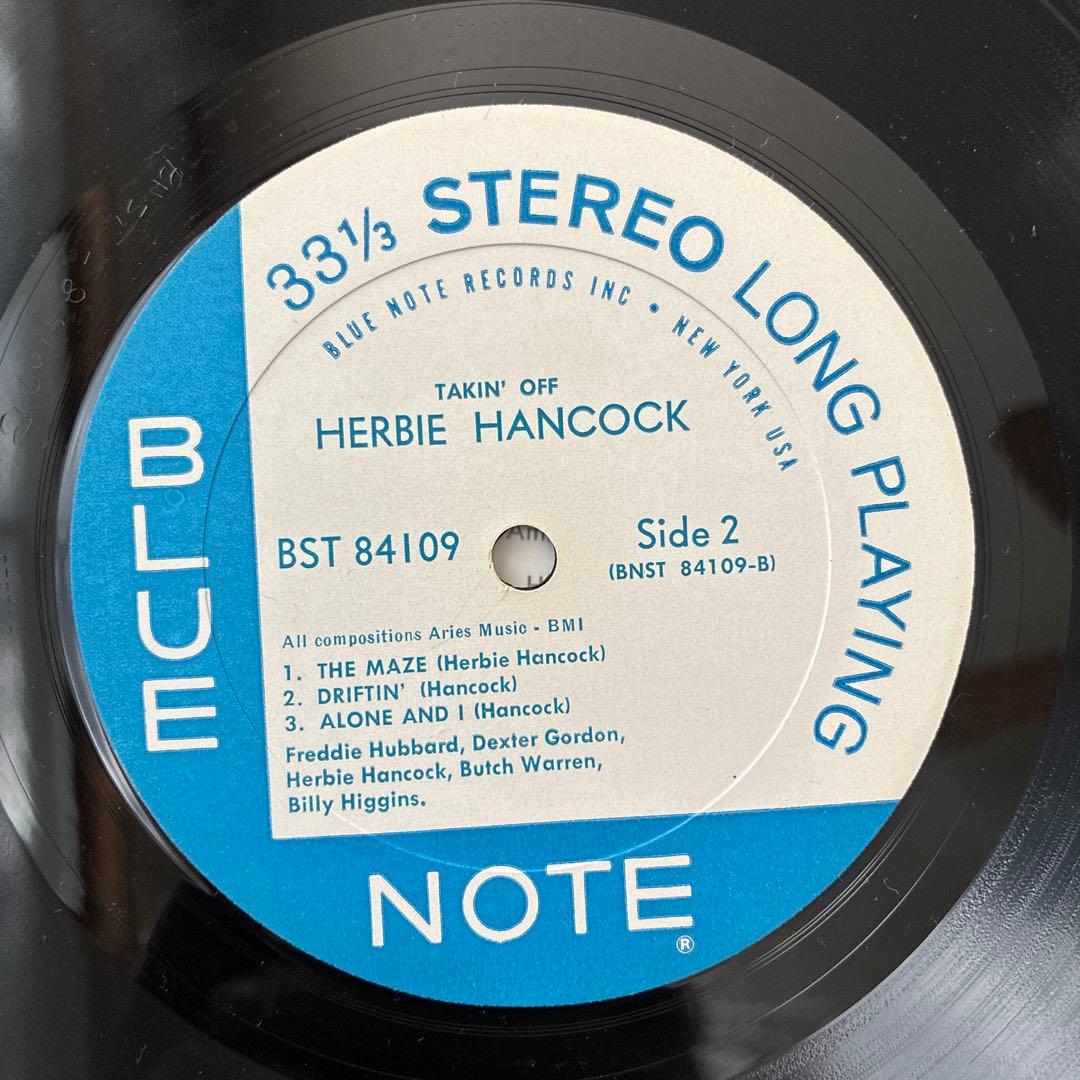 33⅓ STEREO LONG PLAYING
BLUE NOTE RECORDS INC • NEW YORK USA
TAKIN' OFF
HERBIE HANCOCK
BST 84109
Side 2
(BNST 84109-B)
All compositions Aries Music - BMI
1. THE MAZE (Herbie Hancock)
2. DRIFTIN' (Hancock)
3. ALONE AND I (Hancock)
Freddie Hubbard, Dexter Gordon,
Herbie Hancock, Butch Warren,
Billy Higgins.
BLUE
NOTE
®